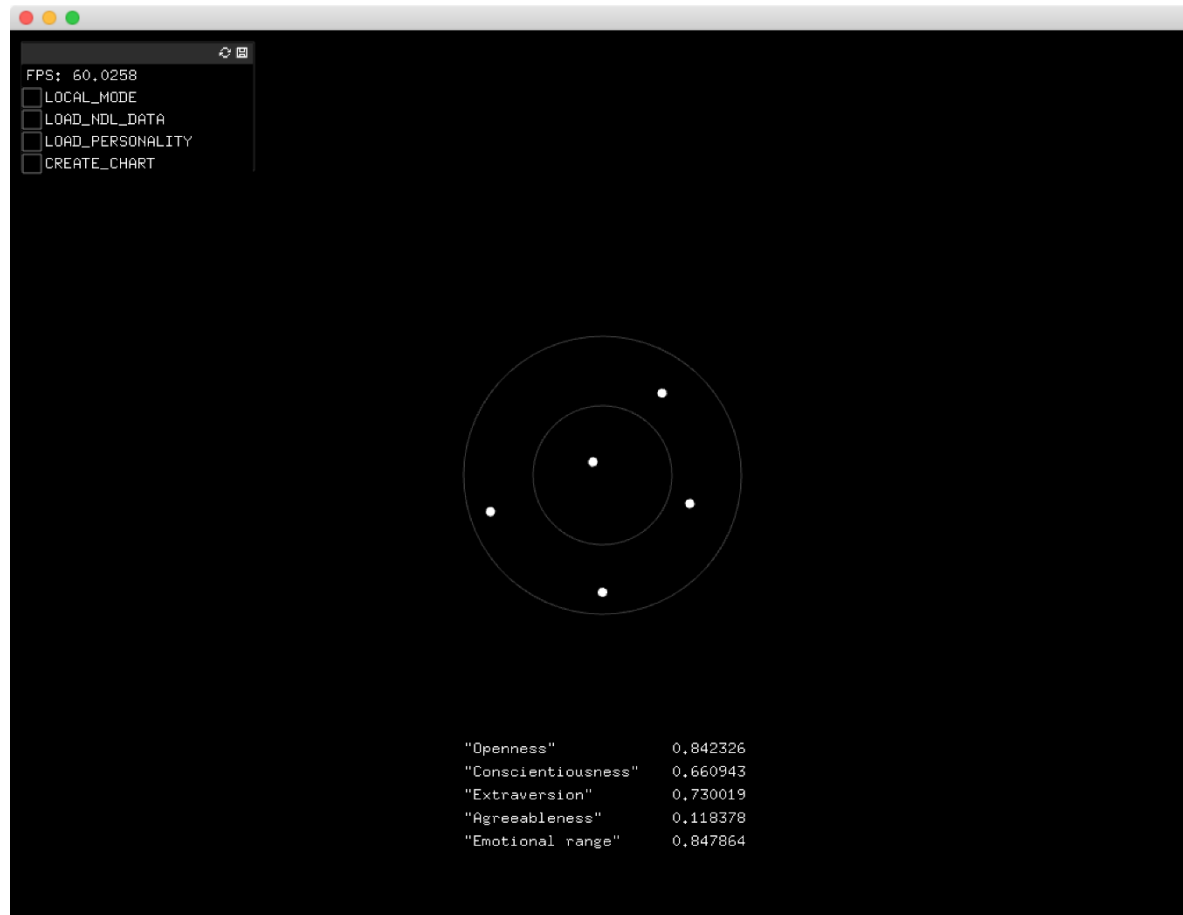 FPS: 60.0258
LOCAL_MODE
LOAD_NDL_DATA
LOAD_PERSONALITY
CREATE_CHART
"Openness" 0.842326
"Conscientiousness" 0.660943
"Extraversion" 0.730019
"Agreeableness" 0.118378
"Emotional range" 0.847864